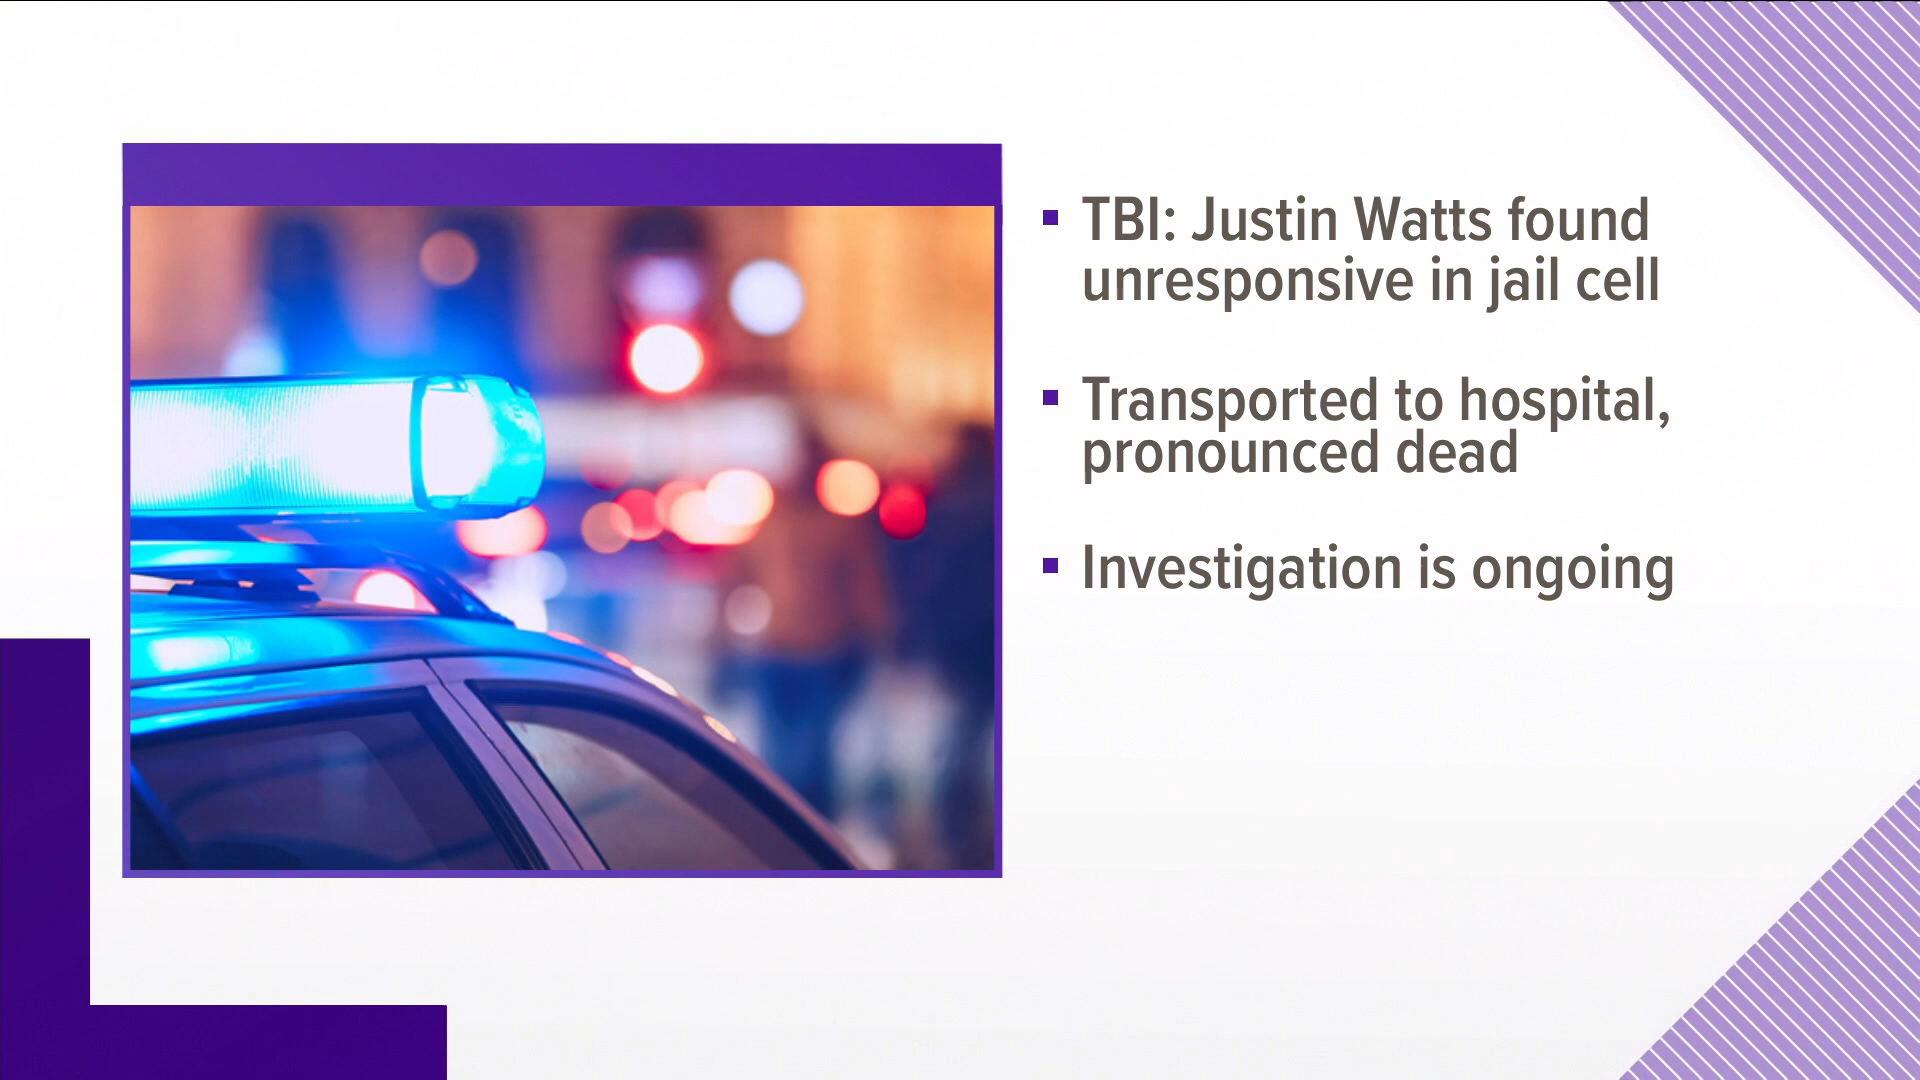 TBI: Justin Watts found
unresponsive in jail cell
Transported to hospital,
pronounced dead
Investigation is ongoing